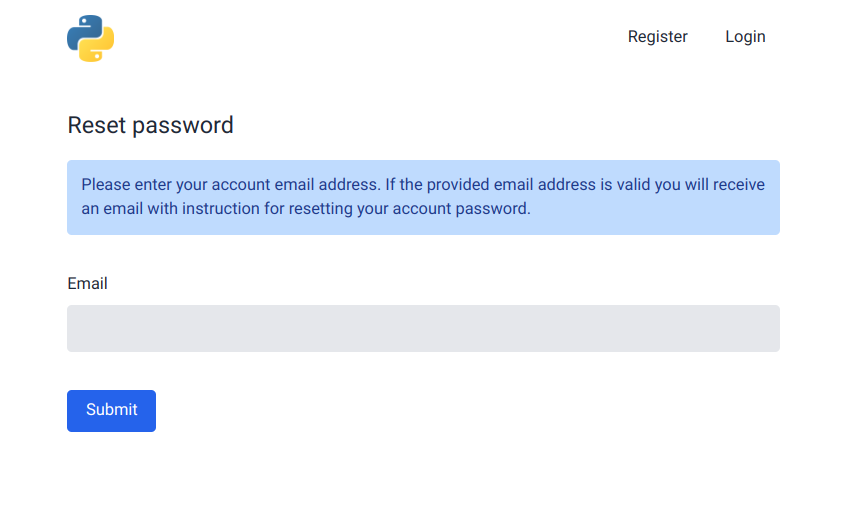 Register Login
Reset password
Please enter your account email address. If the provided email address is valid you will receive
an email with instruction for resetting your account password.
Email
Submit